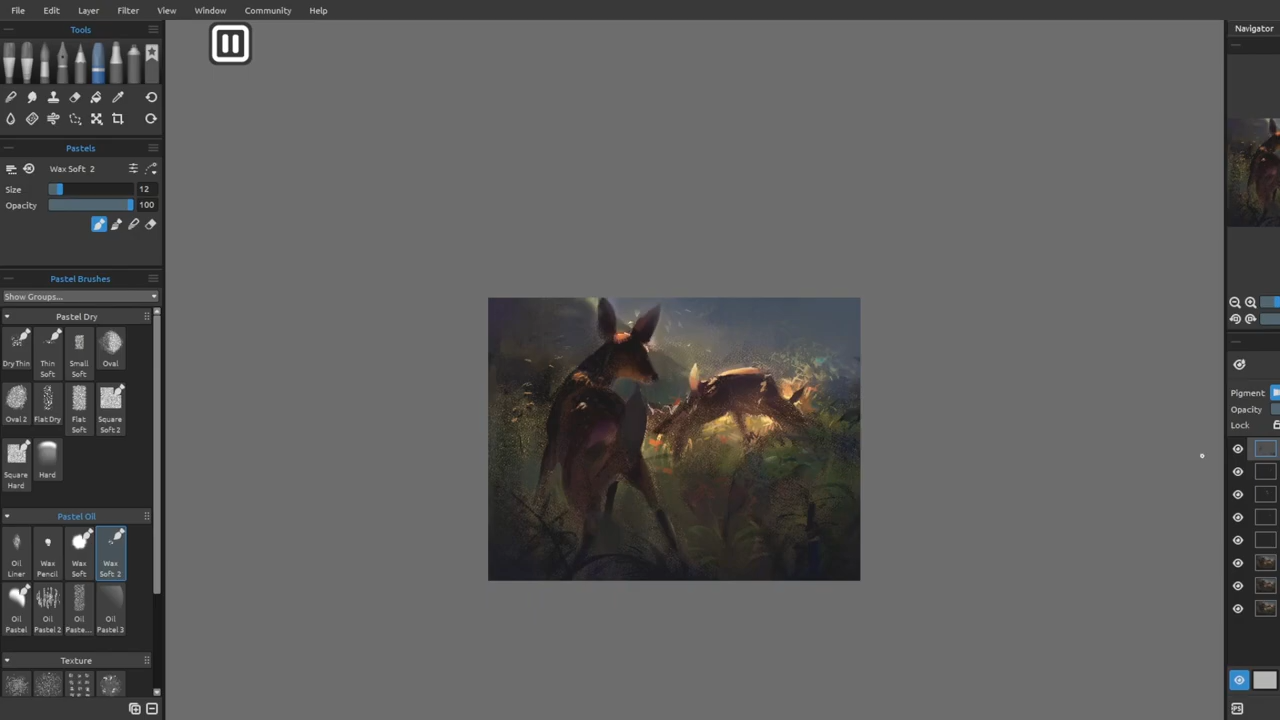 File Edit Layer Filter View Window Community Help
Tools
Navigator
Pastels
Wax Soft 2
Size 12
Opacity 100
Pastel Brushes
Show Groups...
Pastel Dry
Dry Thin
Thin Soft
Small Soft
Oval
Oval 2
Flat Dry
Flat Soft
Square Soft 2
Square Hard
Hard
Pastel Oil
Oil Liner
Wax Pencil
Wax Soft
Wax Soft 2
Oil Pastel
Oil Pastel 2
Oil Paste...
Oil Pastel 3
Texture
Pigment
Opacity
Lock
PS